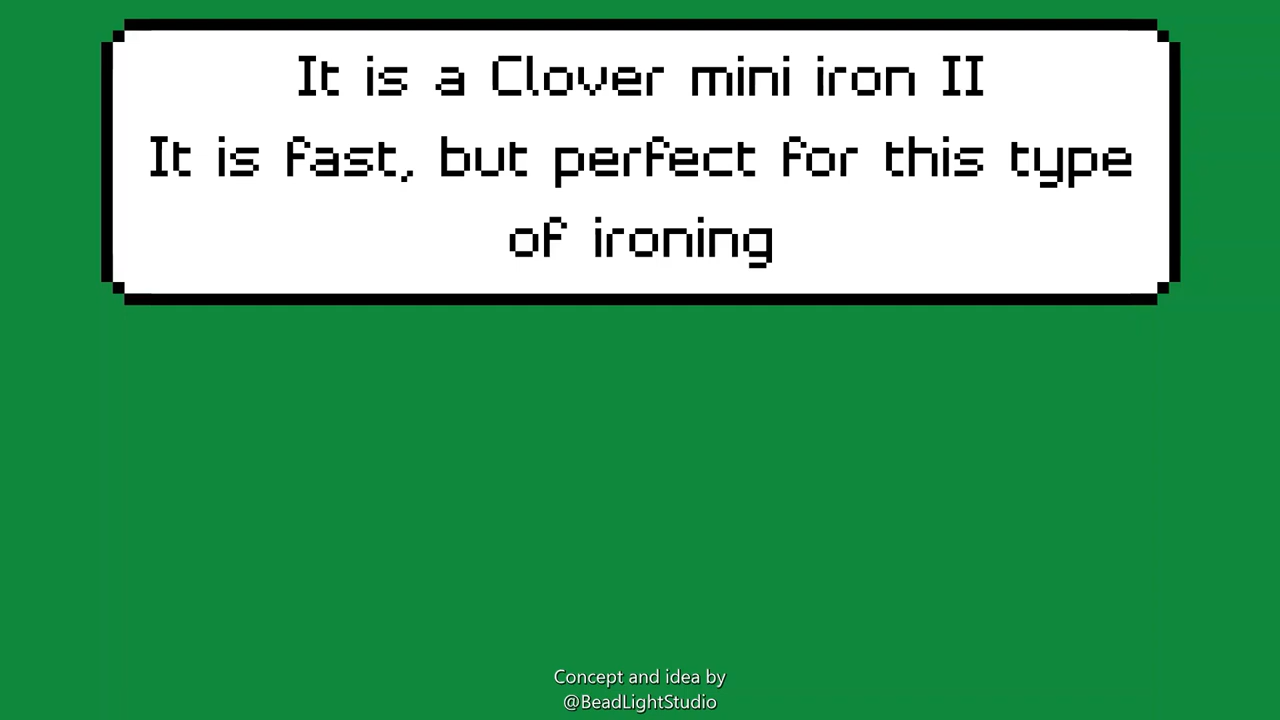 It is a Clover mini iron II
It is fast, but perfect for this type
of ironing
Concept and idea by
@BeadLightStudio